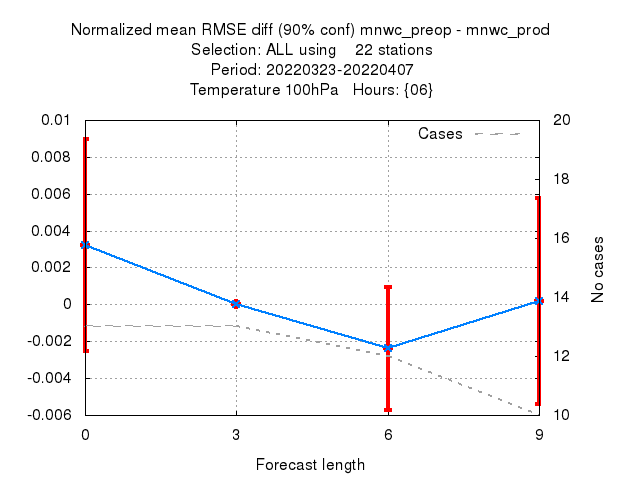 Normalized mean RMSE diff (90% conf) mnwc_preop - mnwc_prod
Selection: ALL using 22 stations
Period: 20220323-20220407
Temperature 100hPa Hours: {06}
0.01
0.008
0.006
0.004
0.002
0
-0.002
-0.004
-0.006
Cases
20
18
16
14
12
10
No cases
0 3 6 9
Forecast length